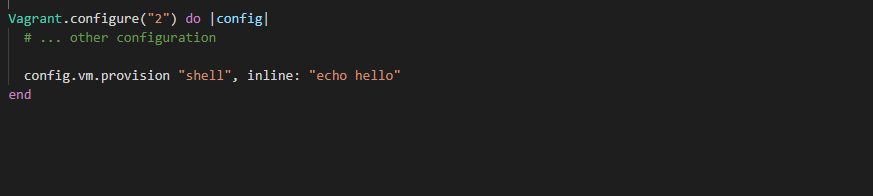 Vagrant.configure("2") do |config|
  # ... other configuration

  config.vm.provision "shell", inline: "echo hello"
end